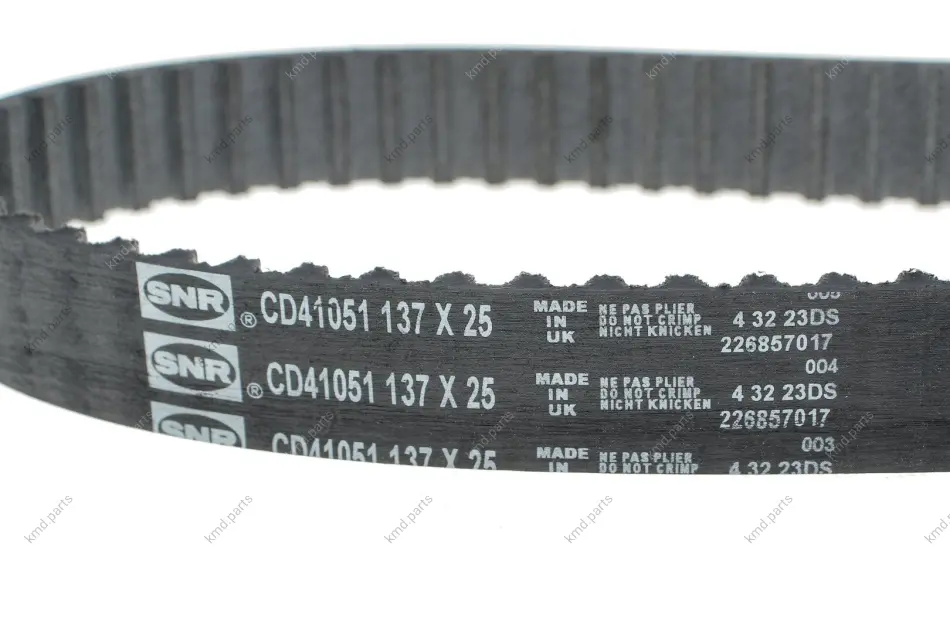 SNR ® CD41051 137 X 25 MADE IN UK NE PAS PLIER DO NOT CRIMP NICHT KNICKEN 005 4 32 23DS 226857017
SNR ® CD41051 137 X 25 MADE IN UK NE PAS PLIER DO NOT CRIMP NICHT KNICKEN 004 4 32 23DS 226857017
SNR CD41051 137 X 25 MADE IN NE PAS PLIER DO NOT CRIMP 003 4 32 23DS
kmd.parts